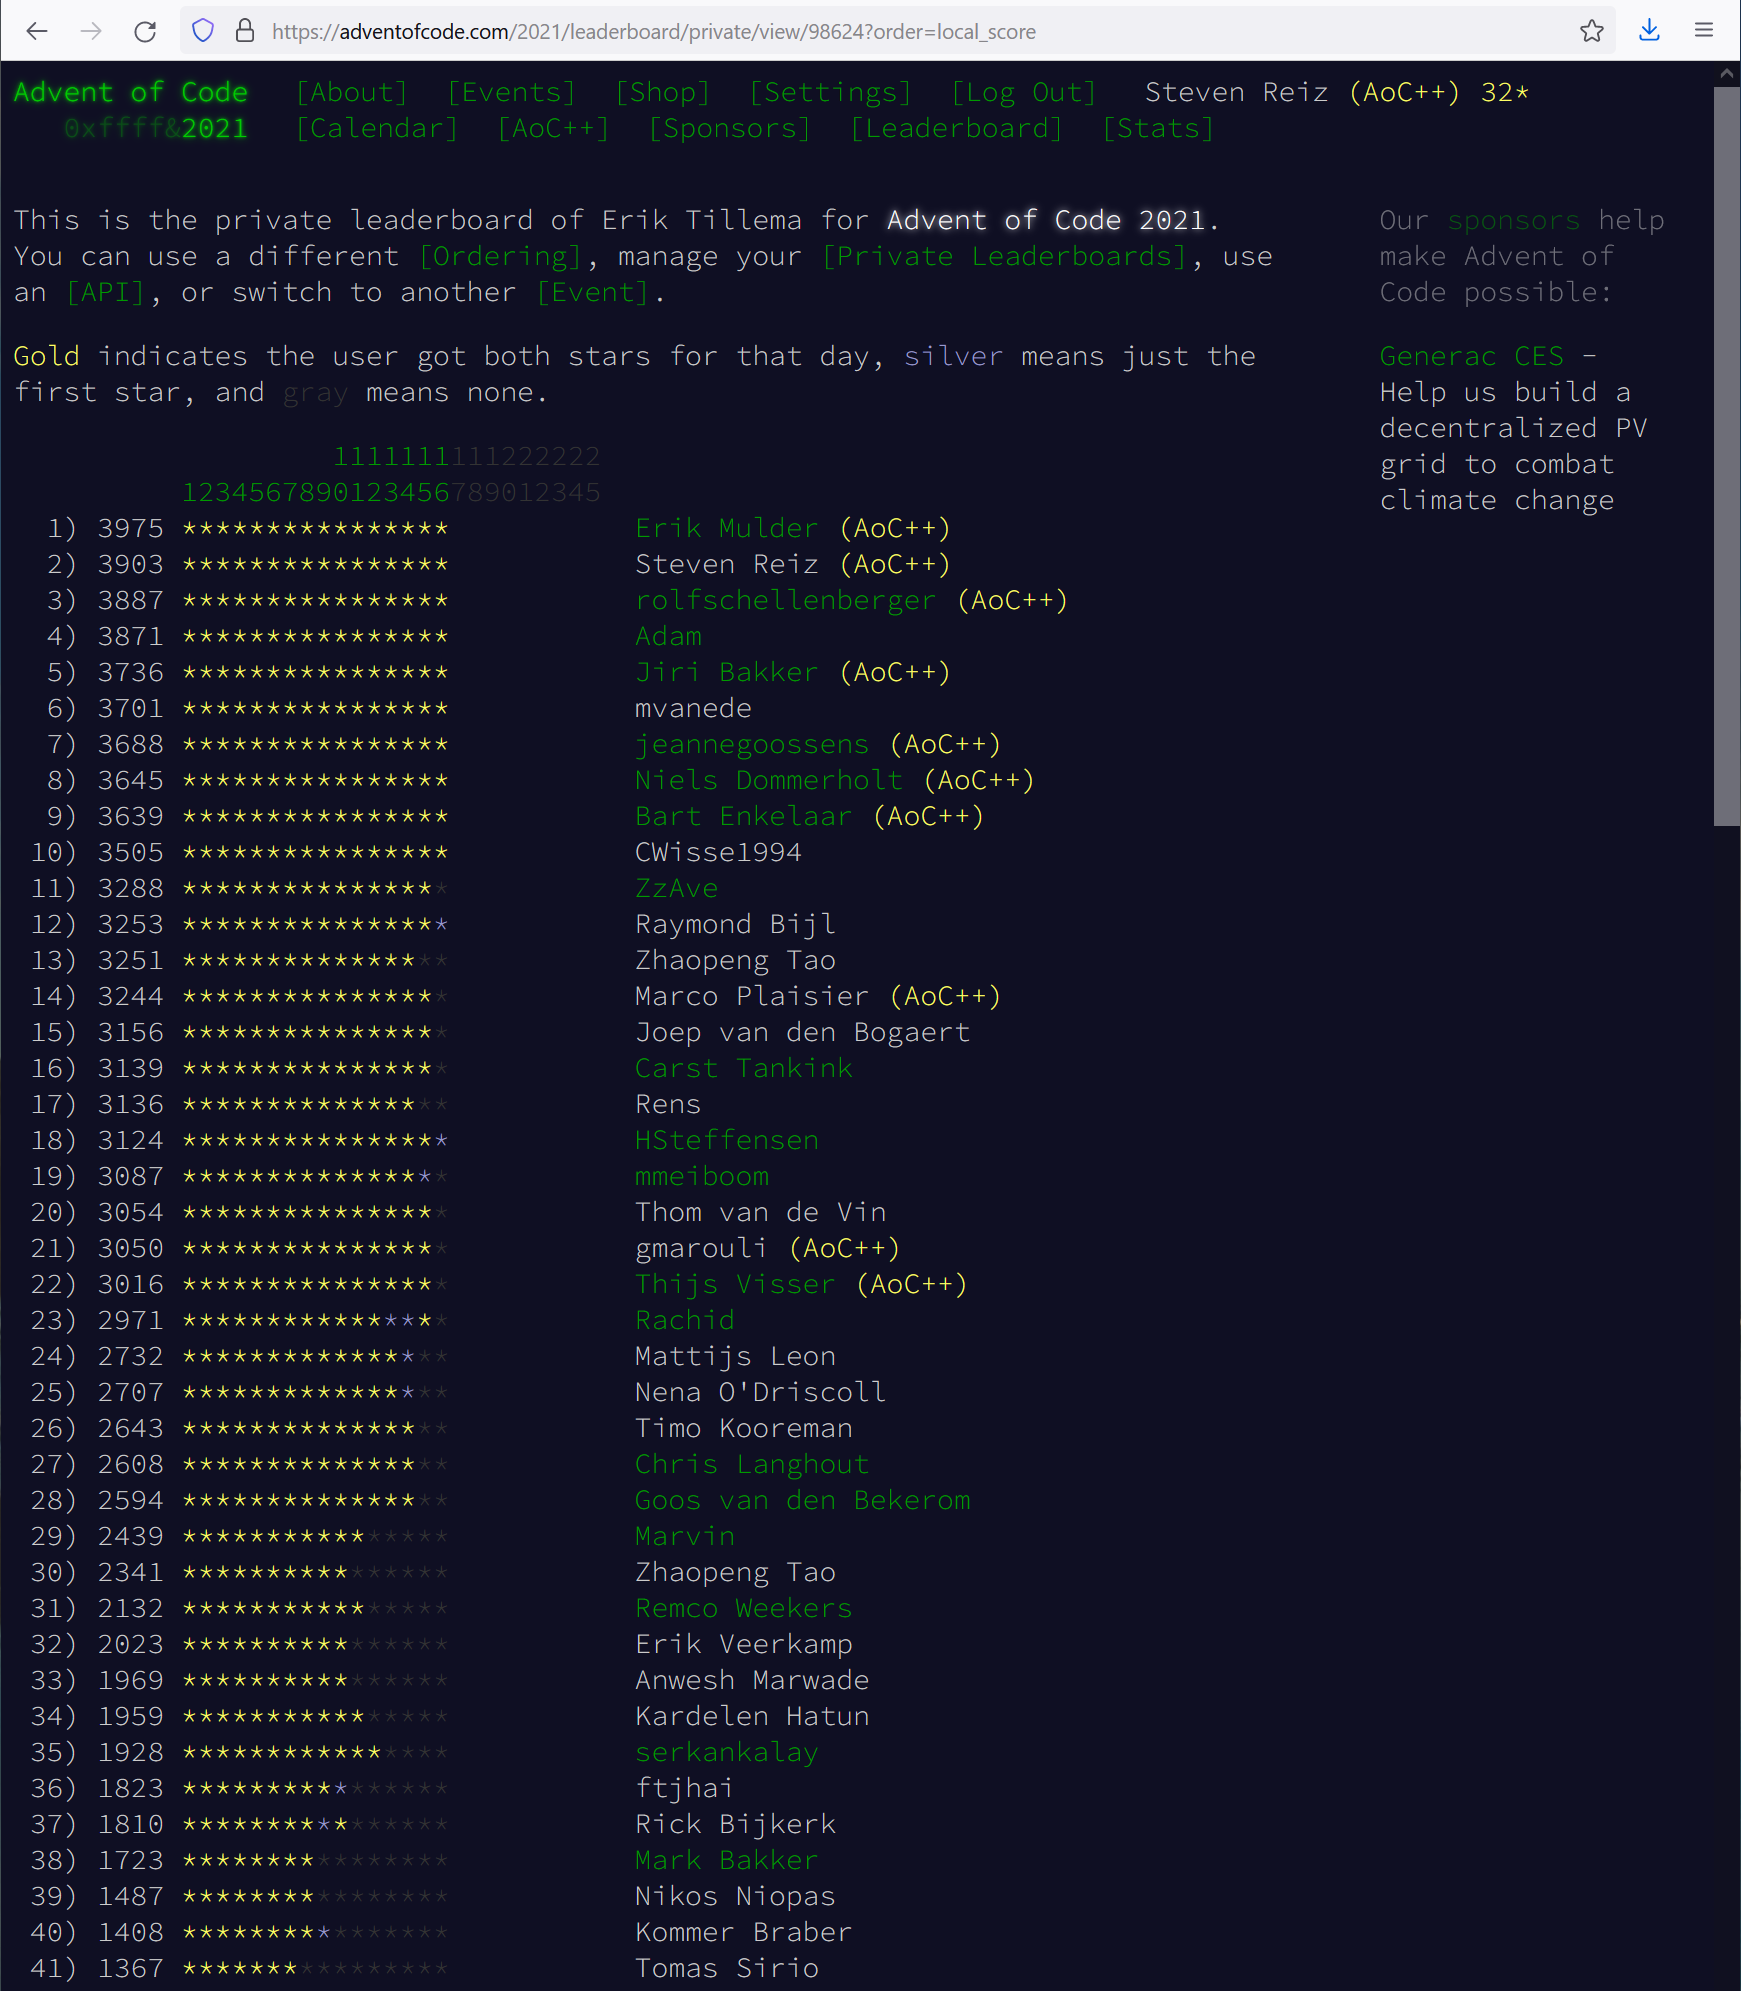 https://adventofcode.com/2021/leaderboard/private/view/98624?order=local_score
Advent of Code [About] [Events] [Shop] [Settings] [Log Out] Steven Reiz (AoC++) 32*
0xffff&2021 [Calendar] [AoC++] [Sponsors] [Leaderboard] [Stats]
This is the private leaderboard of Erik Tillema for Advent of Code 2021.
You can use a different [Ordering], manage your [Private Leaderboards], use
an [API], or switch to another [Event].
Gold indicates the user got both stars for that day, silver means just the
first star, and gray means none.
Our sponsors help
make Advent of
Code possible:
Generac CES -
Help us build a
decentralized PV
grid to combat
climate change
1111111111222222
1234567890123456789012345
1) 3975 **************** Erik Mulder (AoC++)
2) 3903 **************** Steven Reiz (AoC++)
3) 3887 **************** rolfschellenberger (AoC++)
4) 3871 **************** Adam
5) 3736 **************** Jiri Bakker (AoC++)
6) 3701 **************** mvanede
7) 3688 **************** jeannegoossens (AoC++)
8) 3645 **************** Niels Dommerholt (AoC++)
9) 3639 **************** Bart Enkelaar (AoC++)
10) 3505 **************** CWisse1994
11) 3288 **************** ZzAve
12) 3253 **************** Raymond Bijl
13) 3251 **************** Zhaopeng Tao
14) 3244 **************** Marco Plaisier (AoC++)
15) 3156 **************** Joep van den Bogaert
16) 3139 **************** Carst Tankink
17) 3136 **************** Rens
18) 3124 **************** HSteffensen
19) 3087 **************** mmeiboom
20) 3054 **************** Thom van de Vin
21) 3050 **************** gmarouli (AoC++)
22) 3016 **************** Thijs Visser (AoC++)
23) 2971 **************** Rachid
24) 2732 **************** Mattijs Leon
25) 2707 **************** Nena O'Driscoll
26) 2643 **************** Timo Kooreman
27) 2608 **************** Chris Langhout
28) 2594 **************** Goos van den Bekerom
29) 2439 **************** Marvin
30) 2341 **************** Zhaopeng Tao
31) 2132 **************** Remco Weekers
32) 2023 **************** Erik Veerkamp
33) 1969 **************** Anwesh Marwade
34) 1959 **************** Kardelen Hatun
35) 1928 **************** serkankalay
36) 1823 **************** ftjhai
37) 1810 **************** Rick Bijkerk
38) 1723 **************** Mark Bakker
39) 1487 **************** Nikos Niopas
40) 1408 **************** Kommer Braber
41) 1367 **************** Tomas Sirio